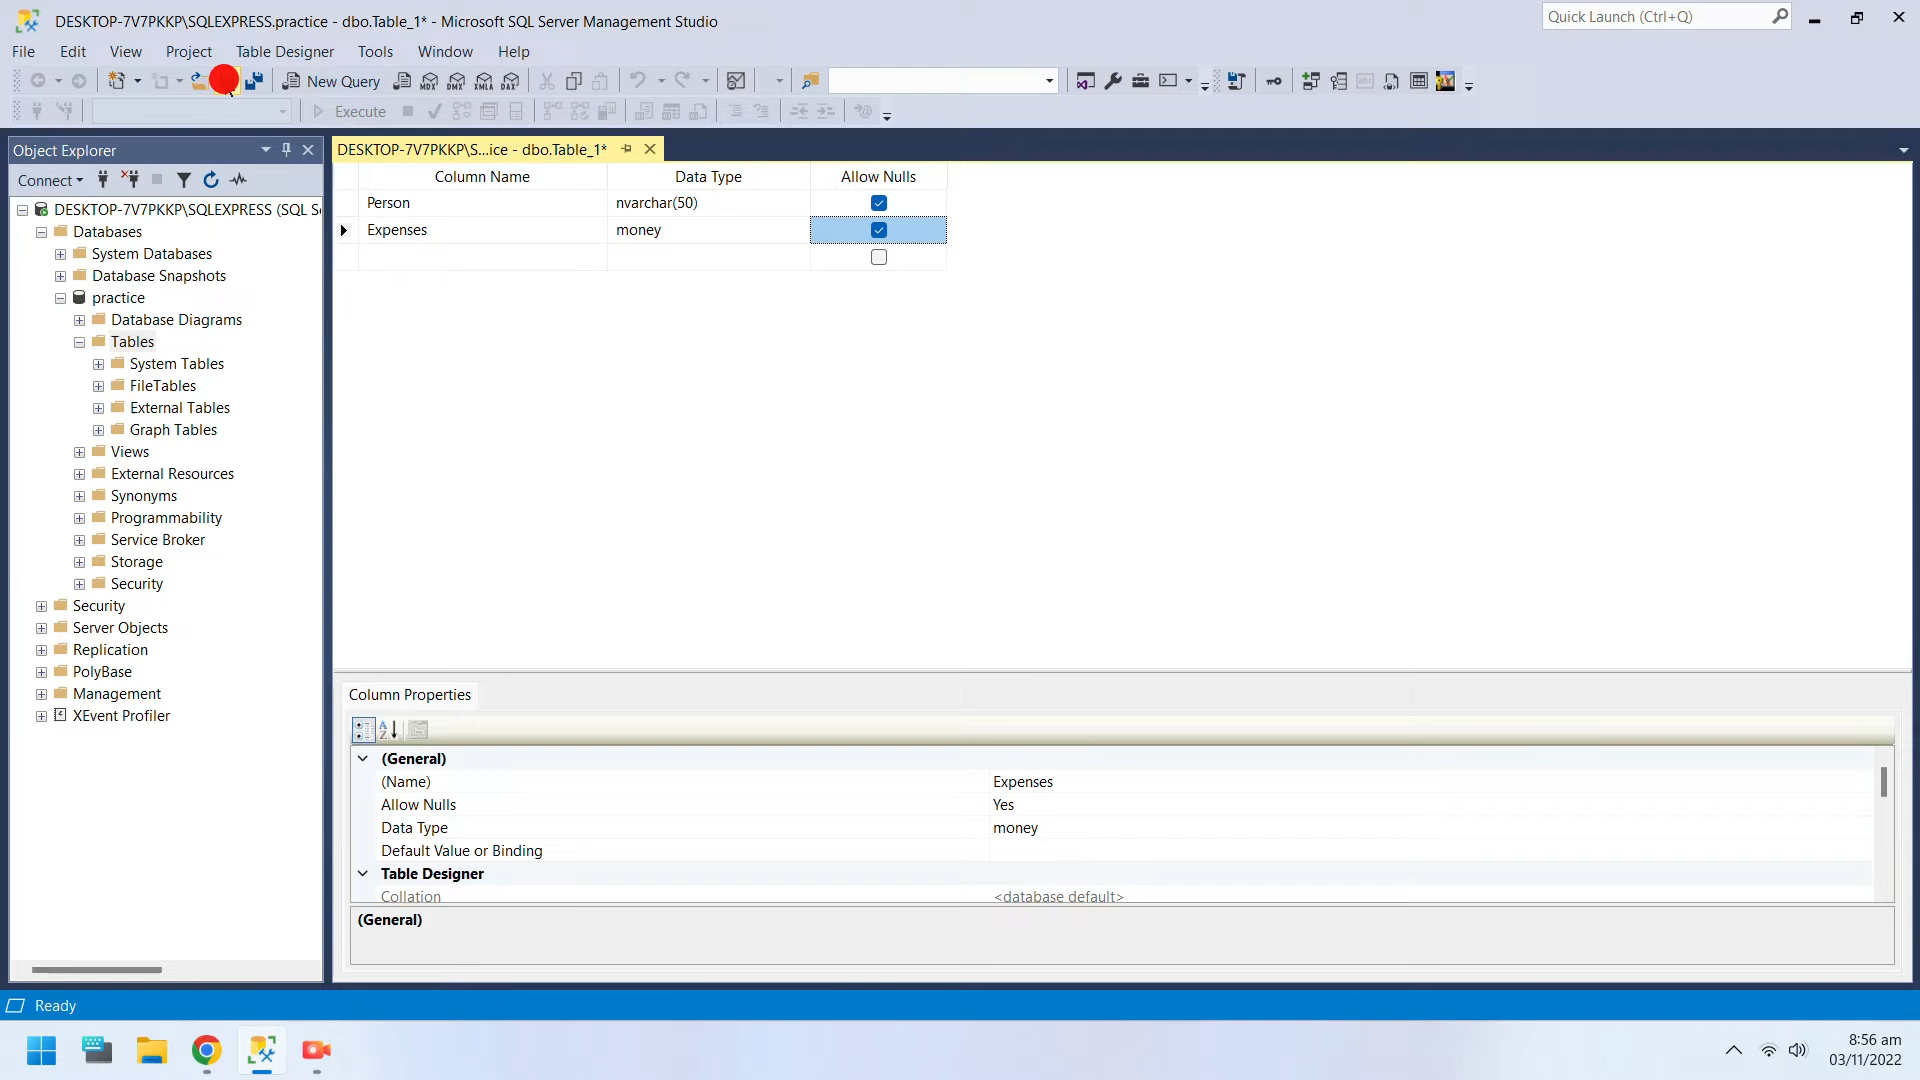 DESKTOP-7V7PKKP\SQLEXPRESS.practice - dbo.Table_1* - Microsoft SQL Server Management Studio
Quick Launch (Ctrl+Q)
File Edit View Project Table Designer Tools Window Help
New Query MDX DMX XMLA DAX
Execute
Object Explorer
Connect
DESKTOP-7V7PKKP\SQLEXPRESS (SQL S
Databases
System Databases
Database Snapshots
practice
Database Diagrams
Tables
System Tables
FileTables
External Tables
Graph Tables
Views
External Resources
Synonyms
Programmability
Service Broker
Storage
Security
Security
Server Objects
Replication
PolyBase
Management
XEvent Profiler
DESKTOP-7V7PKKP\S...ice - dbo.Table_1*
Column Name Data Type Allow Nulls
Person nvarchar(50)
Expenses money
Column Properties
(General)
(Name) Expenses
Allow Nulls Yes
Data Type money
Default Value or Binding
Table Designer
Collation <database default>
(General)
Ready
8:56 am
03/11/2022